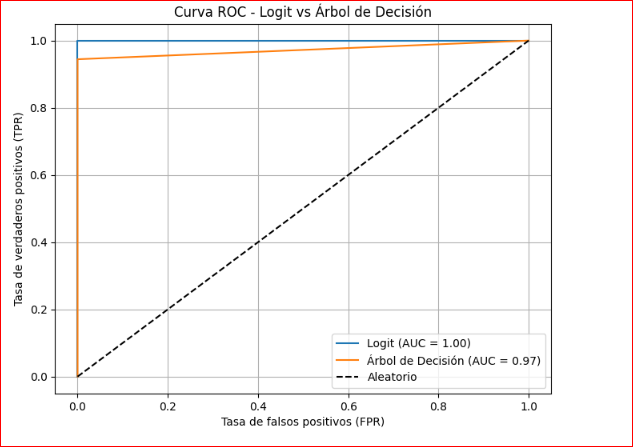 Curva ROC - Logit vs Árbol de Decisión
1.0
0.8
0.6
0.4
0.2
0.0
Tasa de verdaderos positivos (TPR)
Logit (AUC = 1.00)
Árbol de Decisión (AUC = 0.97)
Aleatorio
0.0 0.2 0.4 0.6 0.8 1.0
Tasa de falsos positivos (FPR)